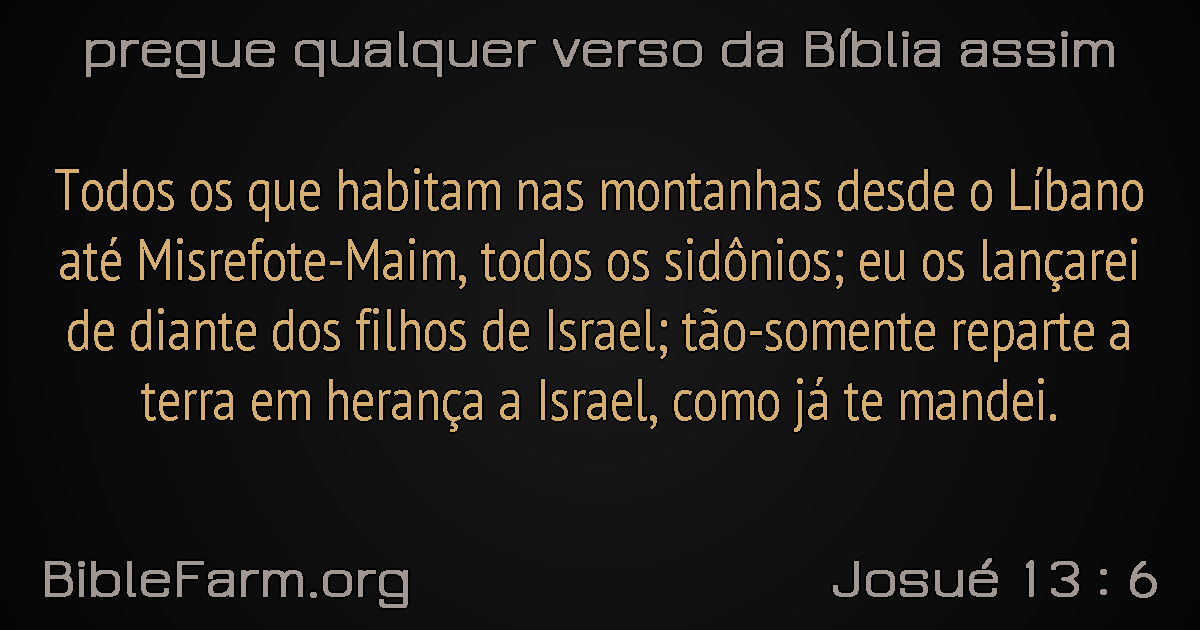 pregue qualquer verso da Bíblia assim
Todos os que habitam nas montanhas desde o Líbano
até Misrefote-Maim, todos os sidônios; eu os lançarei
de diante dos filhos de Israel; tão-somente reparte a
terra em herança a Israel, como já te mandei.
BibleFarm.org
Josué 13 : 6